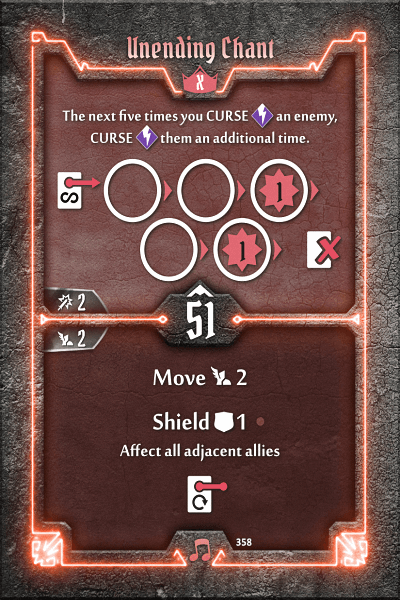 Unending Chant
X
The next five times you CURSE an enemy,
CURSE them an additional time.
S
1
1
2
51
2
Move 2
Shield 1
Affect all adjacent allies
358